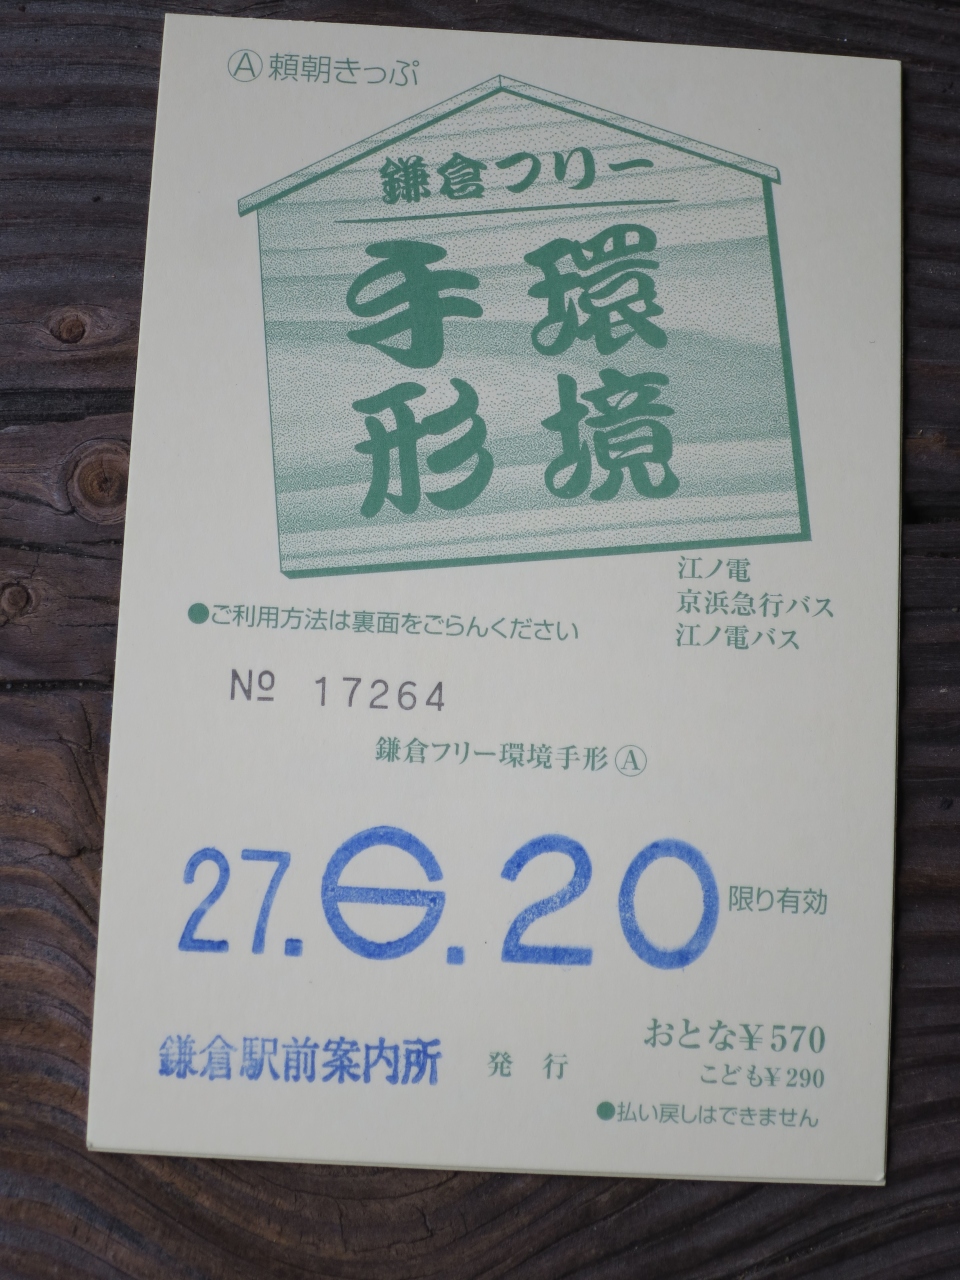 Ⓐ頼朝きっぷ
鎌倉フリー
環境
手形
江ノ電
京浜急行バス
江ノ電バス
●ご利用方法は裏面をごらんください
№ 17264
鎌倉フリー環境手形Ⓐ
27.6.20 限り有効
鎌倉駅前案内所 発行
おとな¥570
こども¥290
●払い戻しはできません